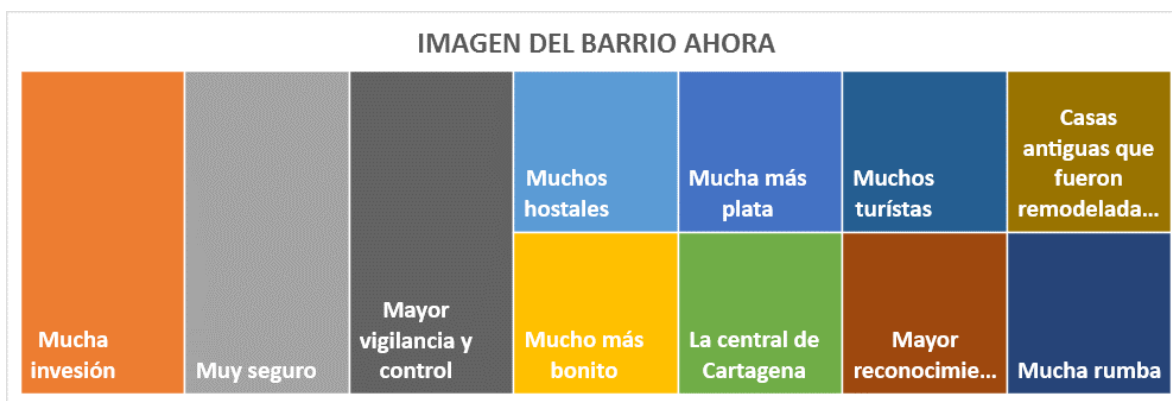 IMAGEN DEL BARRIO AHORA
Mucha
invesión
Muy seguro
Mayor
vigilancia y
control
Muchos
hostales
Mucho más
bonito
Mucha más
plata
La central de
Cartagena
Muchos
turístas
Mayor
reconocimie...
Casas
antiguas que
fueron
remodelada...
Mucha rumba